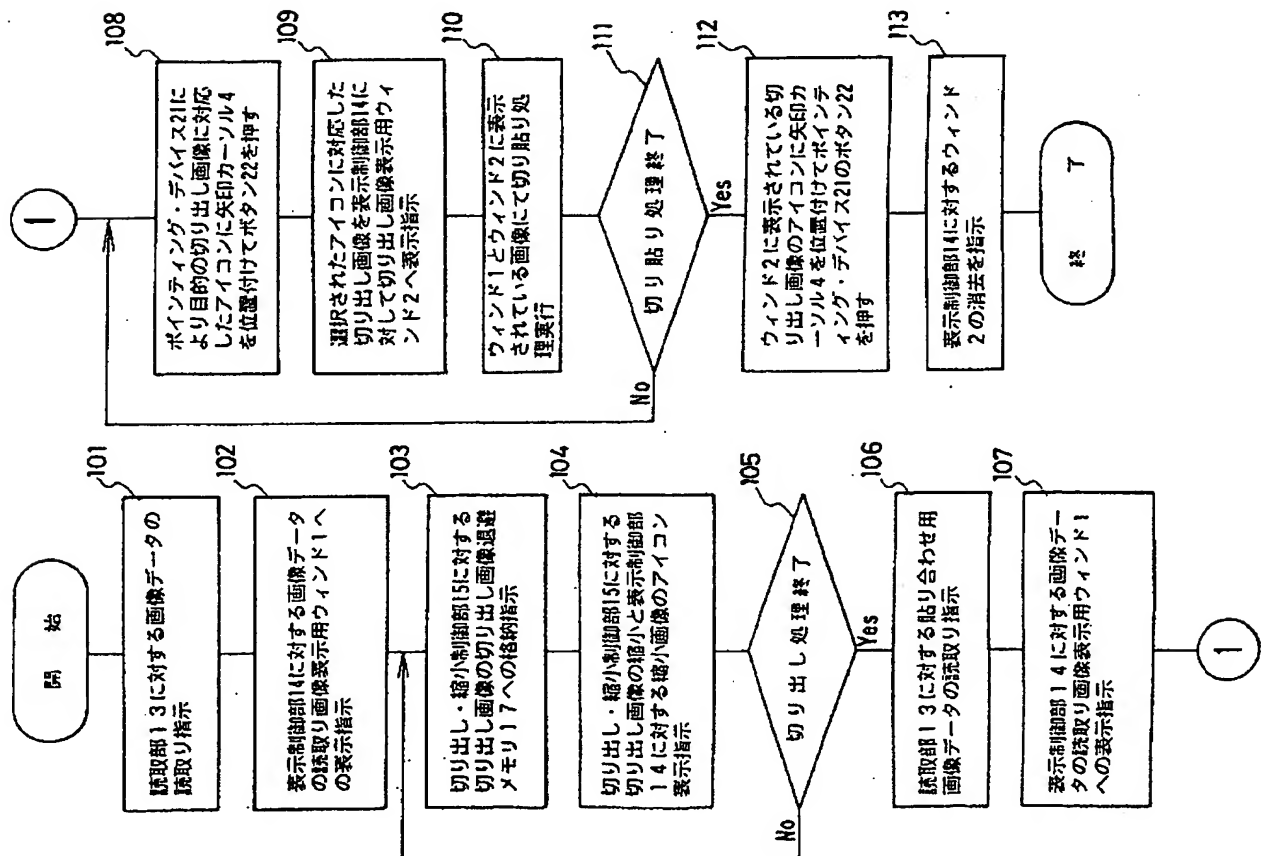 開 始
101
読取部13に対する画像データの
読取り指示
102
表示制御部14に対する画像データ
の読取り画像表示用ウィンド1へ
の表示指示
103
切り出し・縮小制御部15に対する
切り出し画像の切り出し画像退避
メモリ17への格納指示
104
切り出し・縮小制御部15に対する
切り出し画像の縮小と表示制御部
14に対する縮小画像のアイコン
表示指示
105
切り出し処理終了
No
Yes
106
読取部13に対する貼り合わせ用
画像データの読取り指示
107
表示制御部14に対する画像デー
タの読取り画像表示用ウィンド1
への表示指示
1
1
108
ポインティング・デバイス21に
より目的の切り出し画像に対応
したアイコンに矢印カーソル4
を位置付けてボタン22を押す
109
選択されたアイコンに対応した
切り出し画像を表示制御部14に
対して切り出し画像表示用ウィ
ンド2へ表示指示
110
ウィンド1とウィンド2に表示
されている画像にて切り貼り処
理実行
111
切り貼り処理終了
No
Yes
112
ウィンド2に表示されている切
り出し画像のアイコンに矢印カ
ーソル4を位置付けてポインテ
ィング・デバイス21のボタン22
を押す
113
表示制御部14に対するウィンド
2の消去を指示
終 了